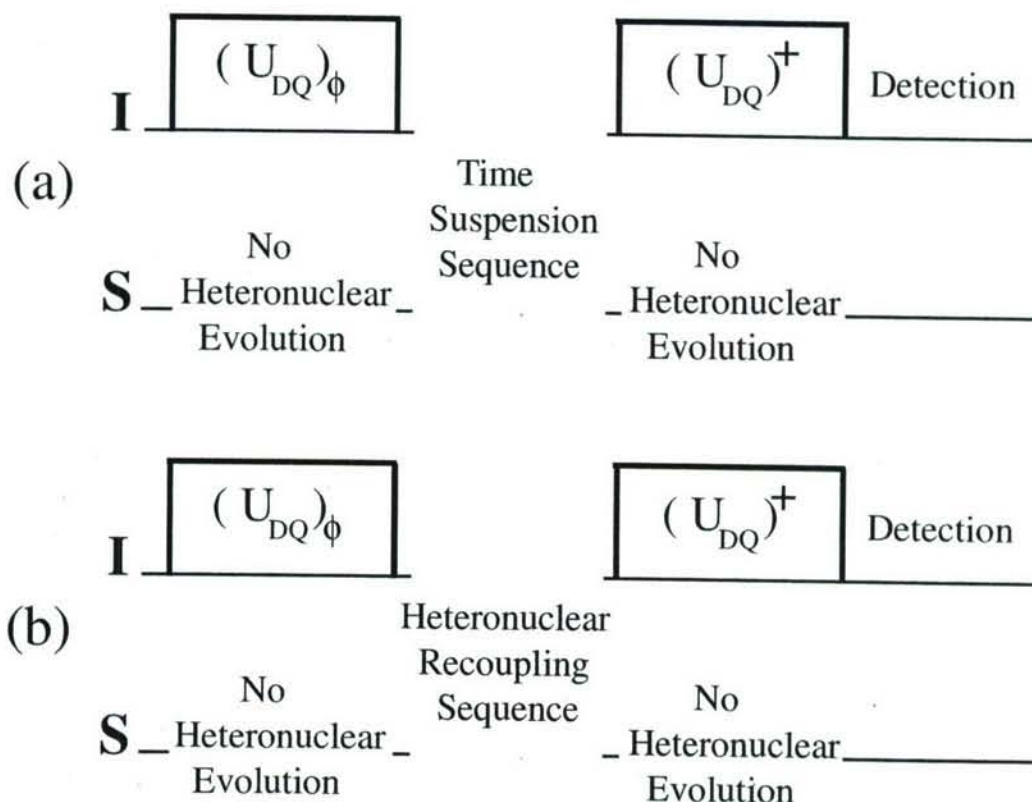 (a)
I
(U_DQ)_ϕ
(U_DQ)^+
Detection
Time
Suspension
Sequence
S
No
Heteronuclear
Evolution
No
Heteronuclear
Evolution
(b)
I
(U_DQ)_ϕ
(U_DQ)^+
Detection
Heteronuclear
Recoupling
Sequence
S
No
Heteronuclear
Evolution
No
Heteronuclear
Evolution